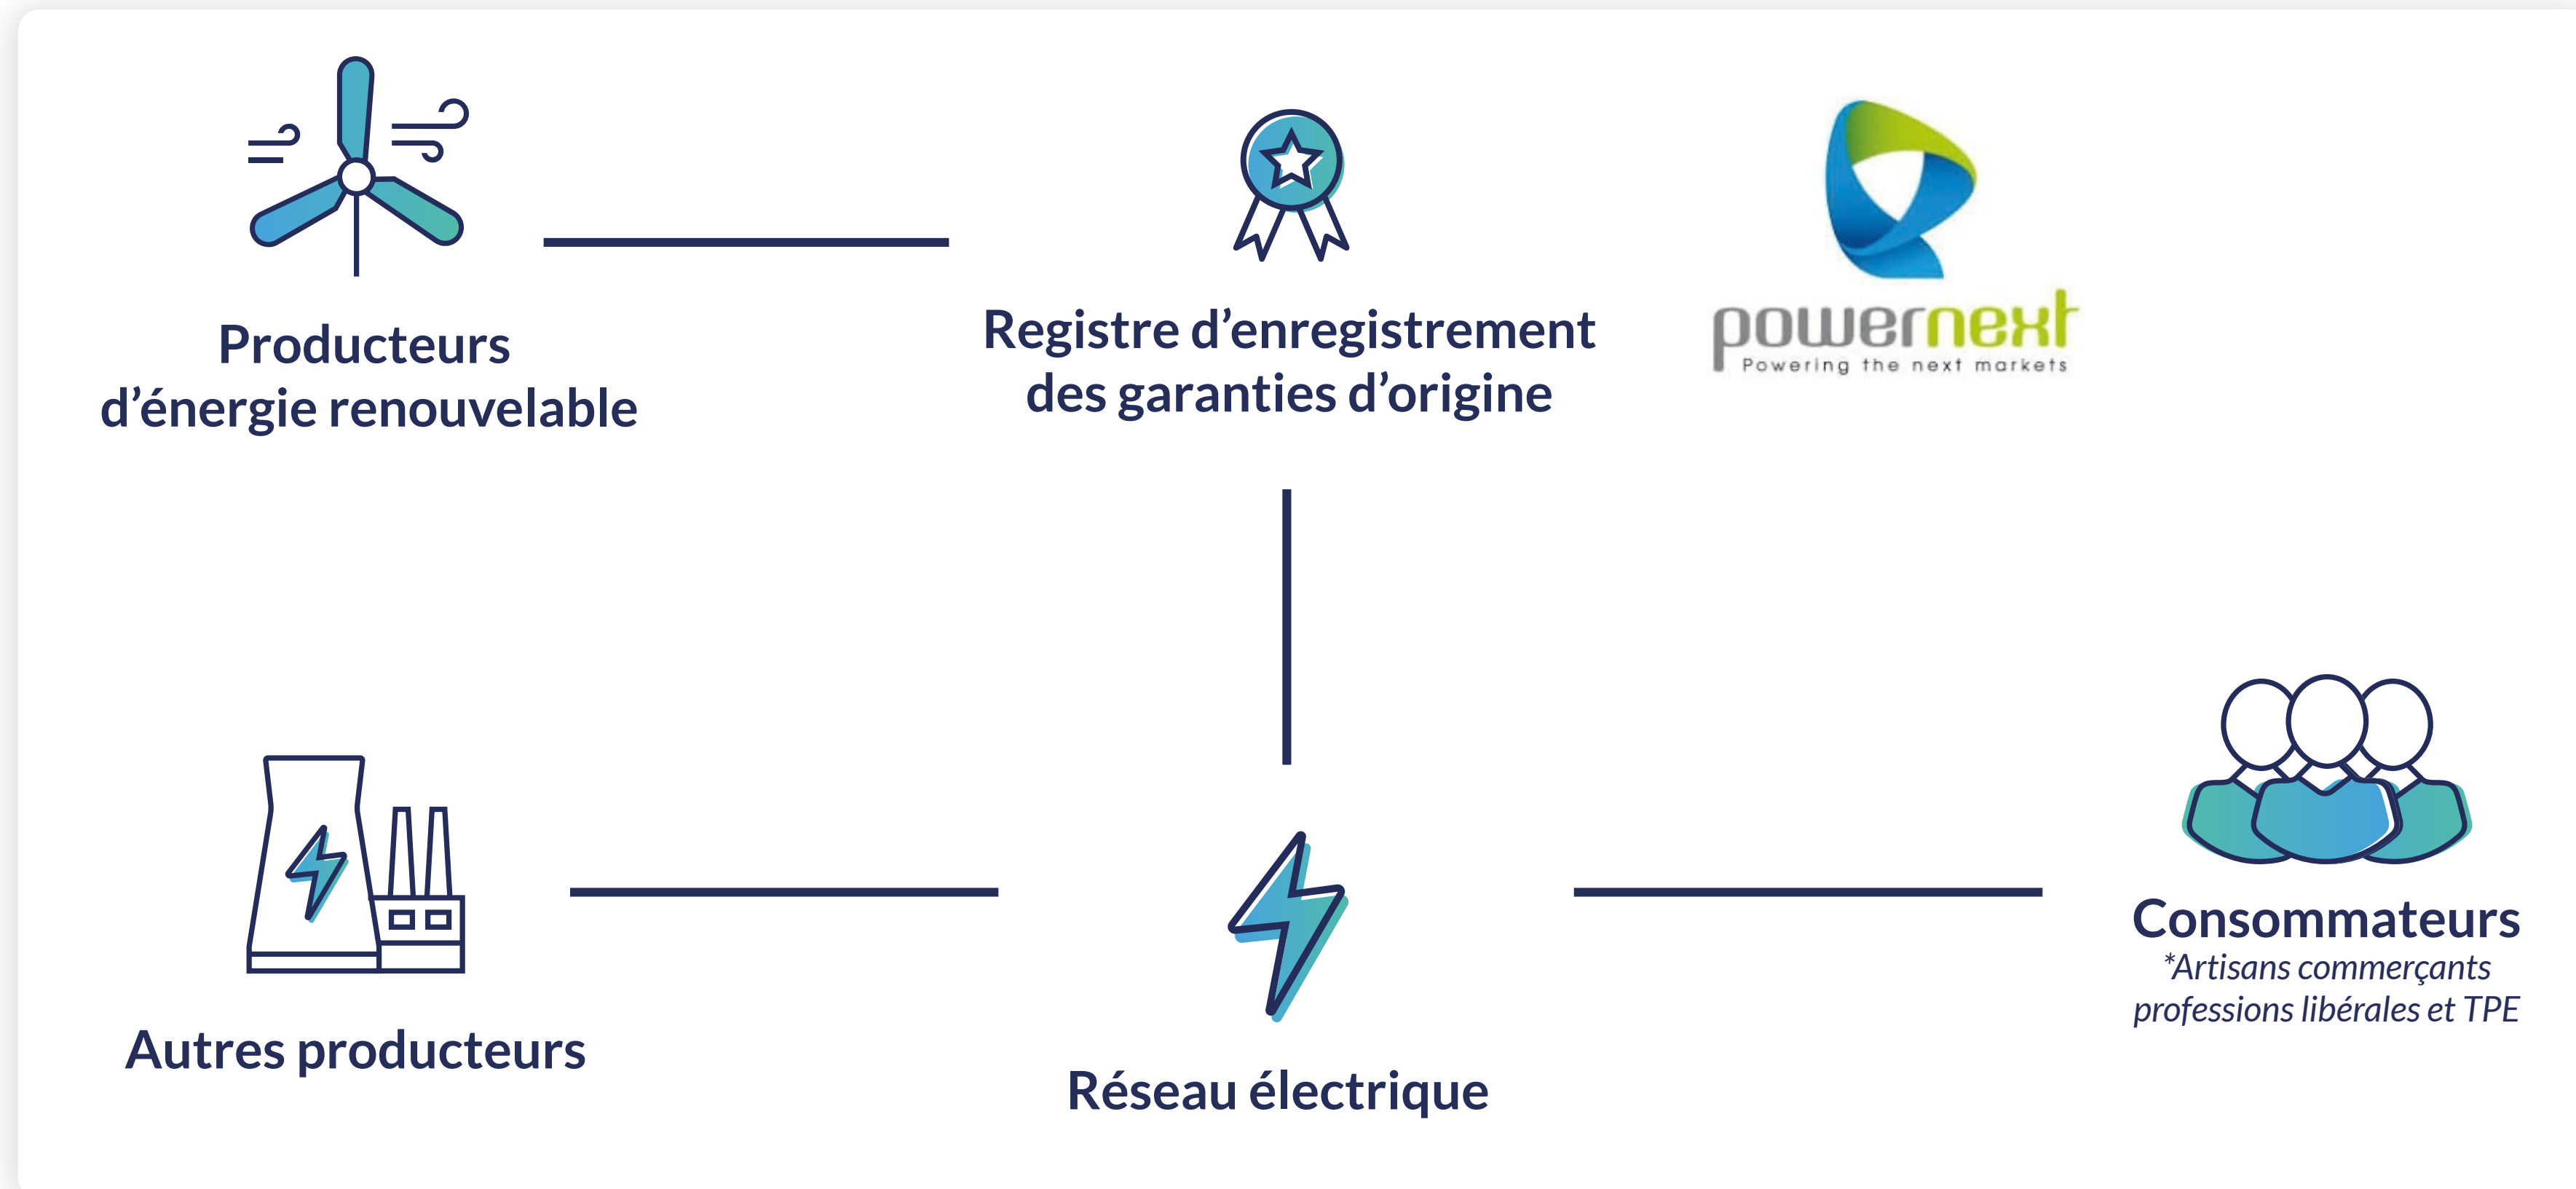 Producteurs
d’énergie renouvelable
Registre d’enregistrement
des garanties d’origine
powernext
Powering the next markets
Autres producteurs
Réseau électrique
Consommateurs
*Artisans commerçants
professions libérales et TPE